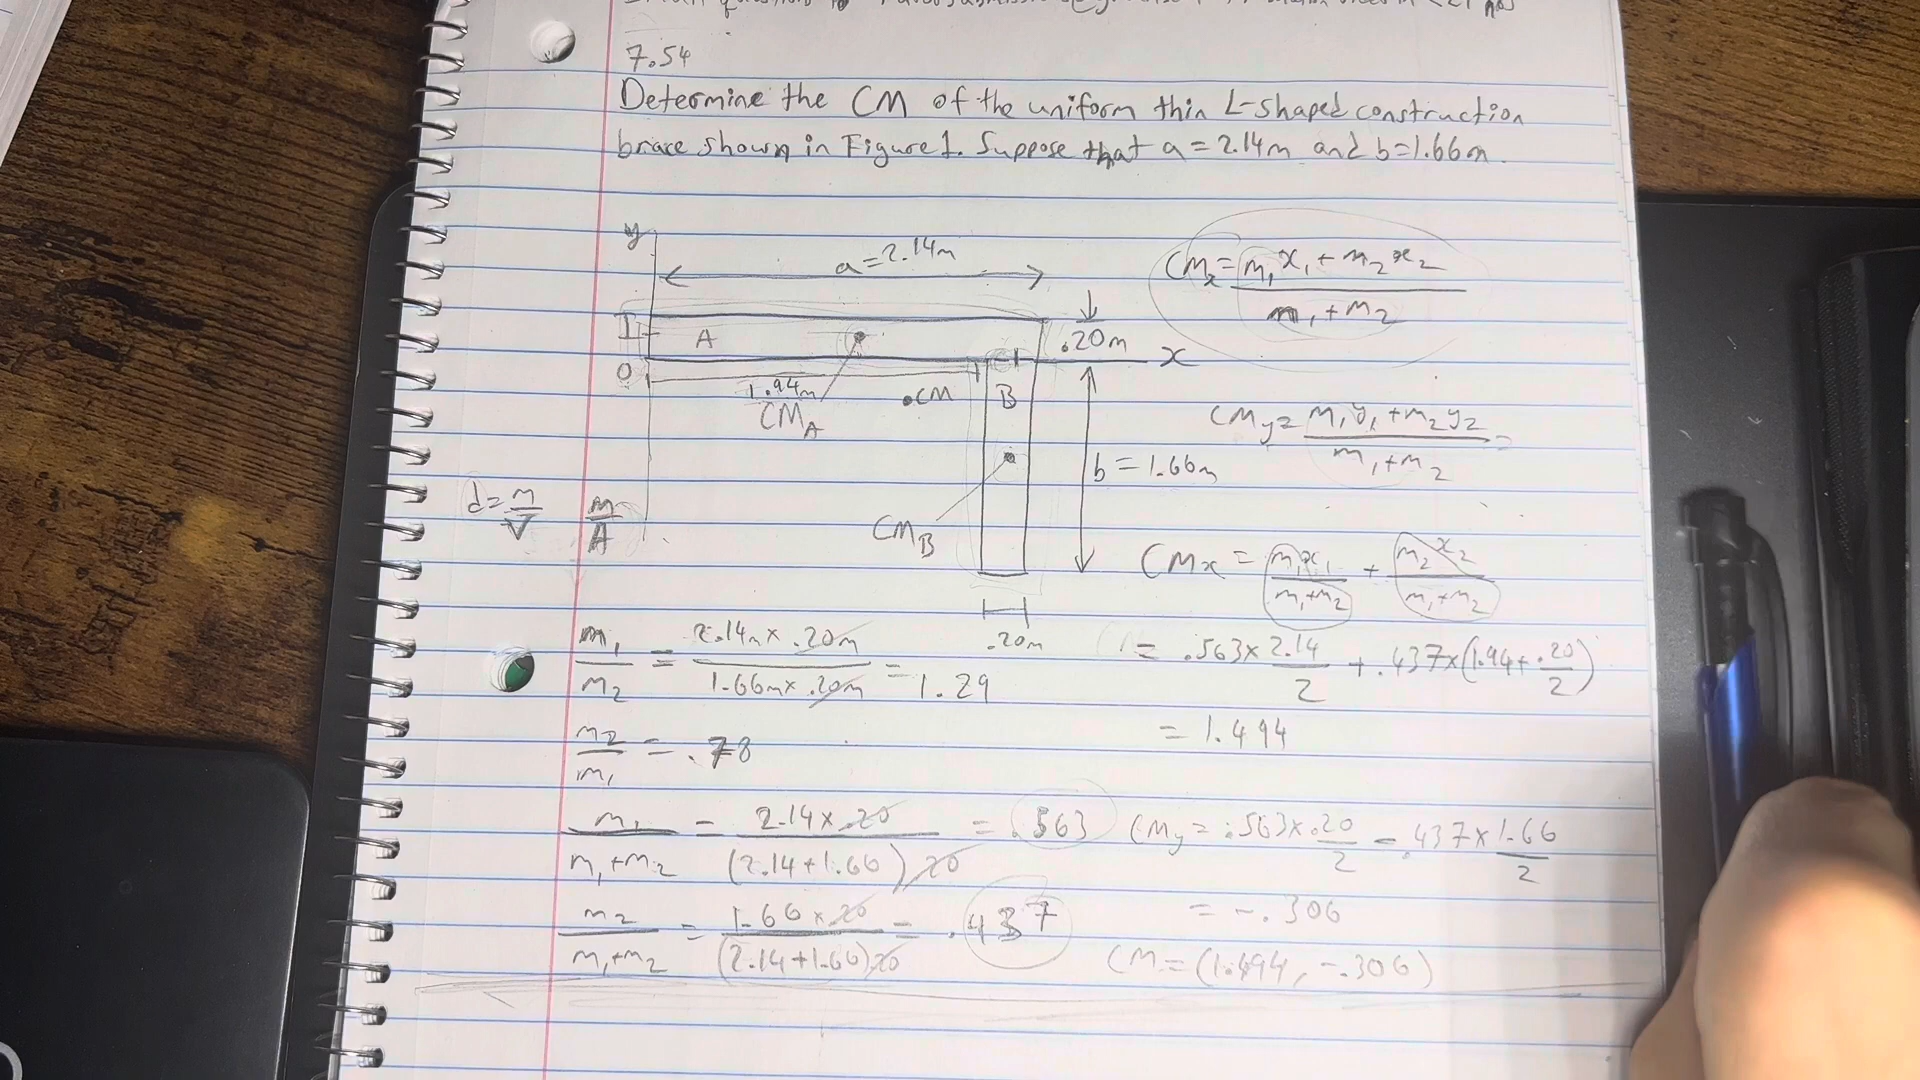 7.54
Determine the CM of the uniform thin L-shaped construction
brace shown in Figure 1. Suppose that a = 2.14m and b=1.66m.
y
a=2.14m
CMx = m₁x₁ + m₂x₂
m₁+m₂
A
.20m
x
O
1.94m
CM
B
CMA
CMy = m₁y₁ + m₂y₂ =
m₁+m₂
b = 1.66m
d = m/V
m/A
CMB
CMx = m₁x₁/m₁+m₂ + m₂x₂/m₁+m₂
.20m
m₁/m₂ = 2.14m x .20m / 1.66m x .20m = 1.29
= .563 x 2.14/2 + .437 x (1.94 + .20/2)
m₂/m₁ = .78
= 1.494
m₁/m₁+m₂ = 2.14 x .20 / (2.14+1.66).20 = .563
CMy = .563 x .20/2 - .437 x 1.66/2
m₂/m₁+m₂ = 1.66 x .20 / (2.14+1.66).20 = .437
= -.306
CM = (1.494, -.306)